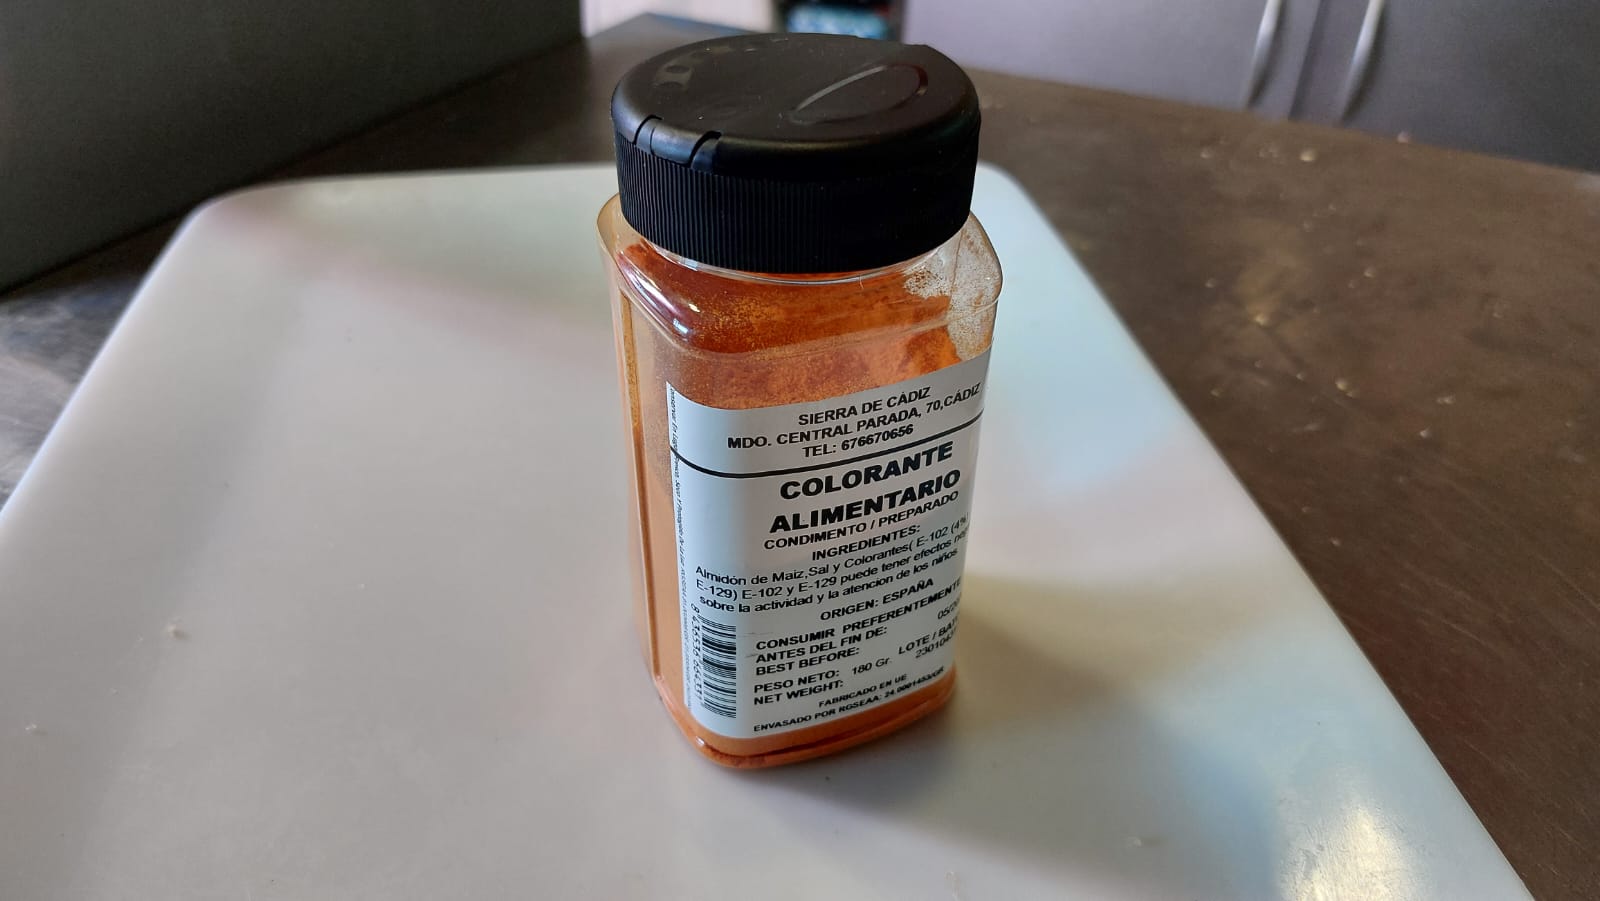 SIERRA DE CÁDIZ
MDO. CENTRAL PARADA, 70,CÁDIZ
TEL: 676670656
COLORANTE
ALIMENTARIO
CONDIMENTO / PREPARADO
INGREDIENTES:
Almidón de Maíz,Sal y Colorantes( E-102 (4%
E-129) E-102 y E-129 puede tener efectos
sobre la actividad y la atencion de los niños
ORIGEN: ESPAÑA
CONSUMIR PREFERENTEMENTE
ANTES DEL FIN DE:
BEST BEFORE:
LOTE /
PESO NETO: 180 Gr.
NET WEIGHT:
FABRICADO EN UE
ENVASADO POR RGSEAA: